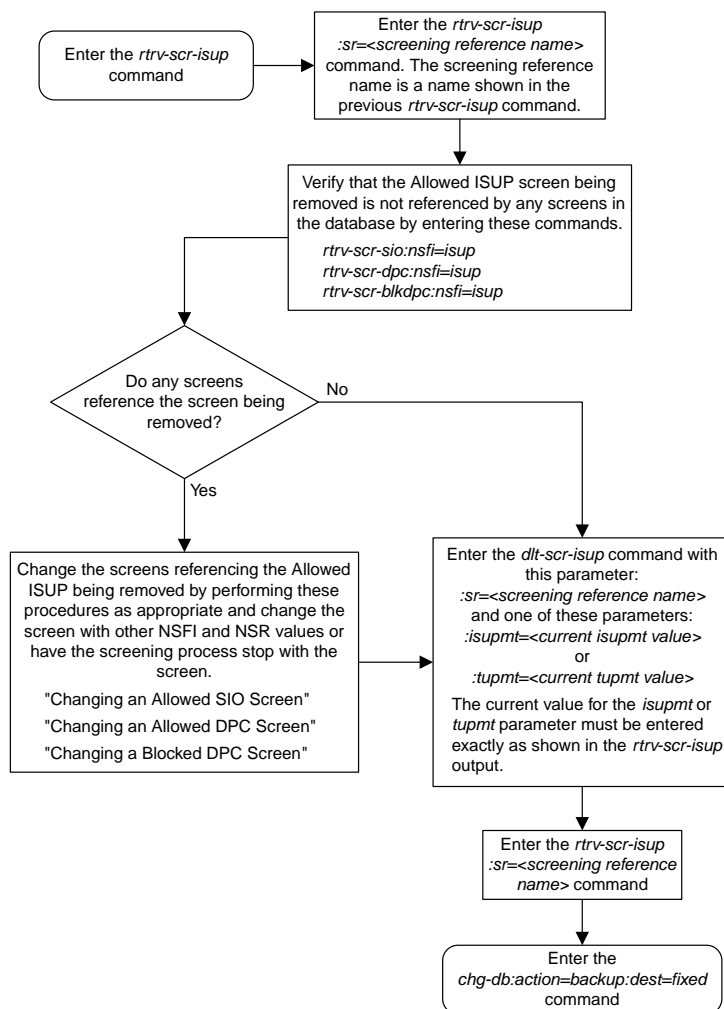 Enter the rtrv-scr-isup
command
Enter the rtrv-scr-isup
:sr=<screening reference name>
command. The screening reference
name is a name shown in the
previous rtrv-scr-isup command.
Verify that the Allowed ISUP screen being
removed is not referenced by any screens in
the database by entering these commands.
rtrv-scr-sio:nsfi=isup
rtrv-scr-dpc:nsfi=isup
rtrv-scr-blkdpc:nsfi=isup
Do any screens
reference the screen being
removed?
No
Yes
Change the screens referencing the Allowed
ISUP being removed by performing these
procedures as appropriate and change the
screen with other NSFI and NSR values or
have the screening process stop with the
screen.
"Changing an Allowed SIO Screen"
"Changing an Allowed DPC Screen"
"Changing a Blocked DPC Screen"
Enter the dlt-scr-isup command with
this parameter:
:sr=<screening reference name>
and one of these parameters:
:isupmt=<current isupmt value>
or
:tupmt=<current tupmt value>
The current value for the isupmt or
tupmt parameter must be entered
exactly as shown in the rtrv-scr-isup
output.
Enter the rtrv-scr-isup
:sr=<screening reference
name> command
Enter the
chg-db:action=backup:dest=fixed
command